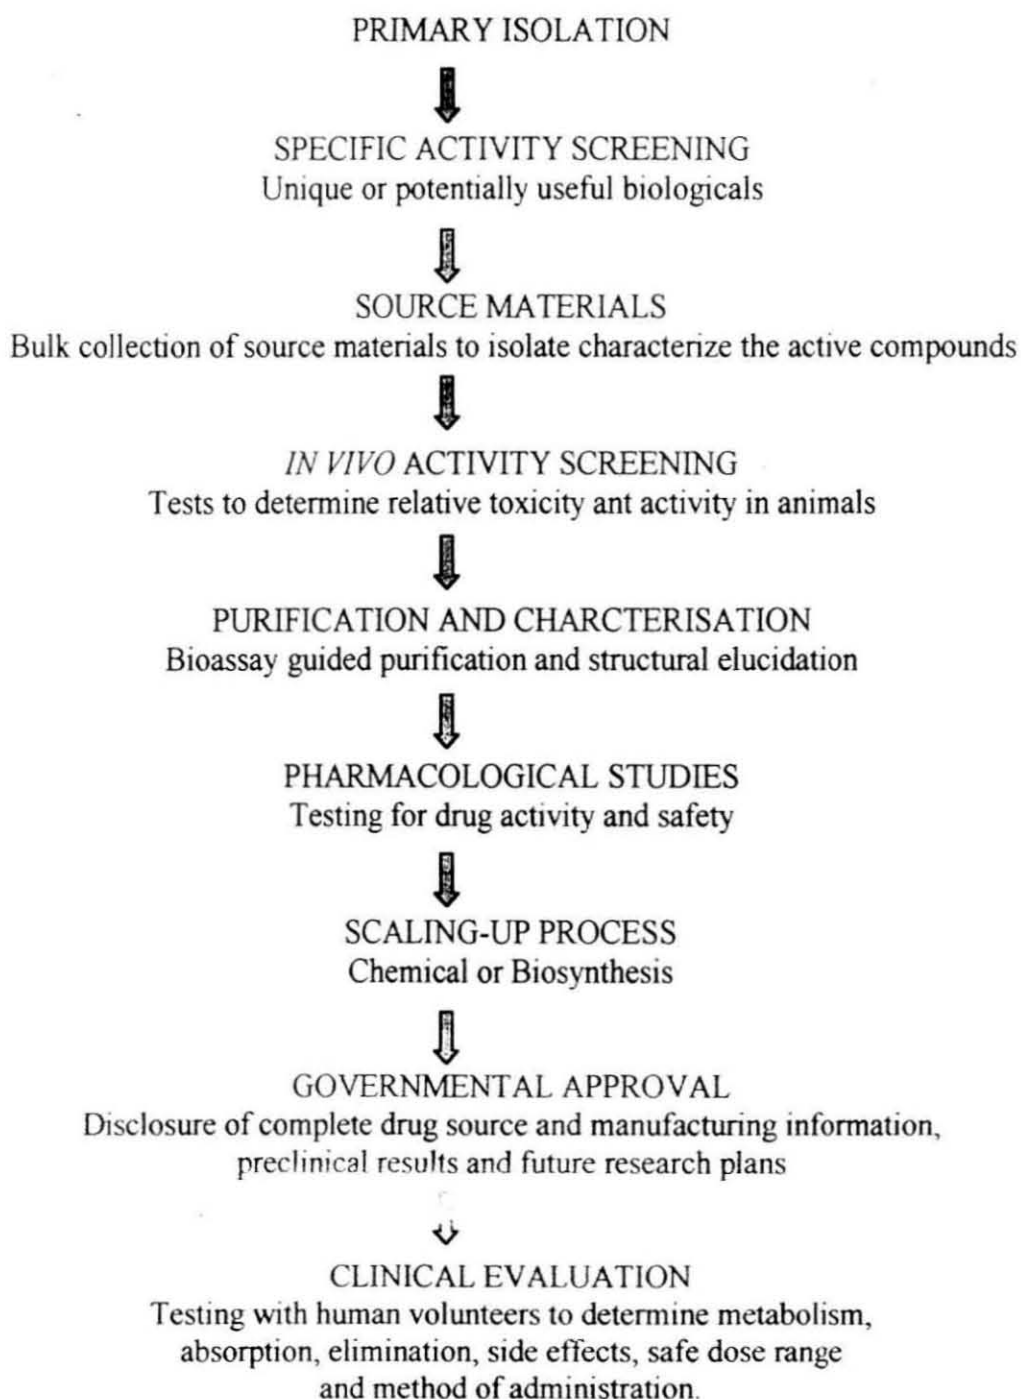 PRIMARY ISOLATION
SPECIFIC ACTIVITY SCREENING
Unique or potentially useful biologicals
SOURCE MATERIALS
Bulk collection of source materials to isolate characterize the active compounds
IN VIVO ACTIVITY SCREENING
Tests to determine relative toxicity ant activity in animals
PURIFICATION AND CHARCTERISATION
Bioassay guided purification and structural elucidation
PHARMACOLOGICAL STUDIES
Testing for drug activity and safety
SCALING-UP PROCESS
Chemical or Biosynthesis
GOVERNMENTAL APPROVAL
Disclosure of complete drug source and manufacturing information,
preclinical results and future research plans
CLINICAL EVALUATION
Testing with human volunteers to determine metabolism,
absorption, elimination, side effects, safe dose range
and method of administration.